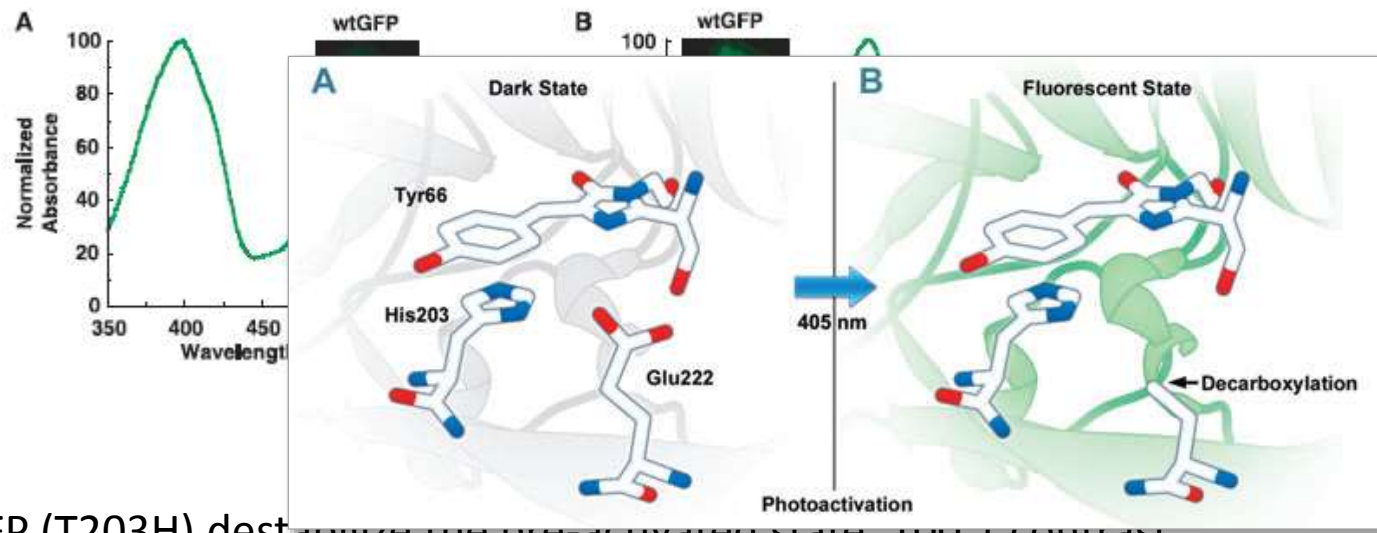 A
wtGFP
100
80
60
40
20
0
Normalized
Absorbance
350
400
450
B
wtGFP
100
A
Dark State
Tyr66
His203
Glu222
405 nm
Photoactivation
B
Fluorescent State
Decarboxylation
(T203H)